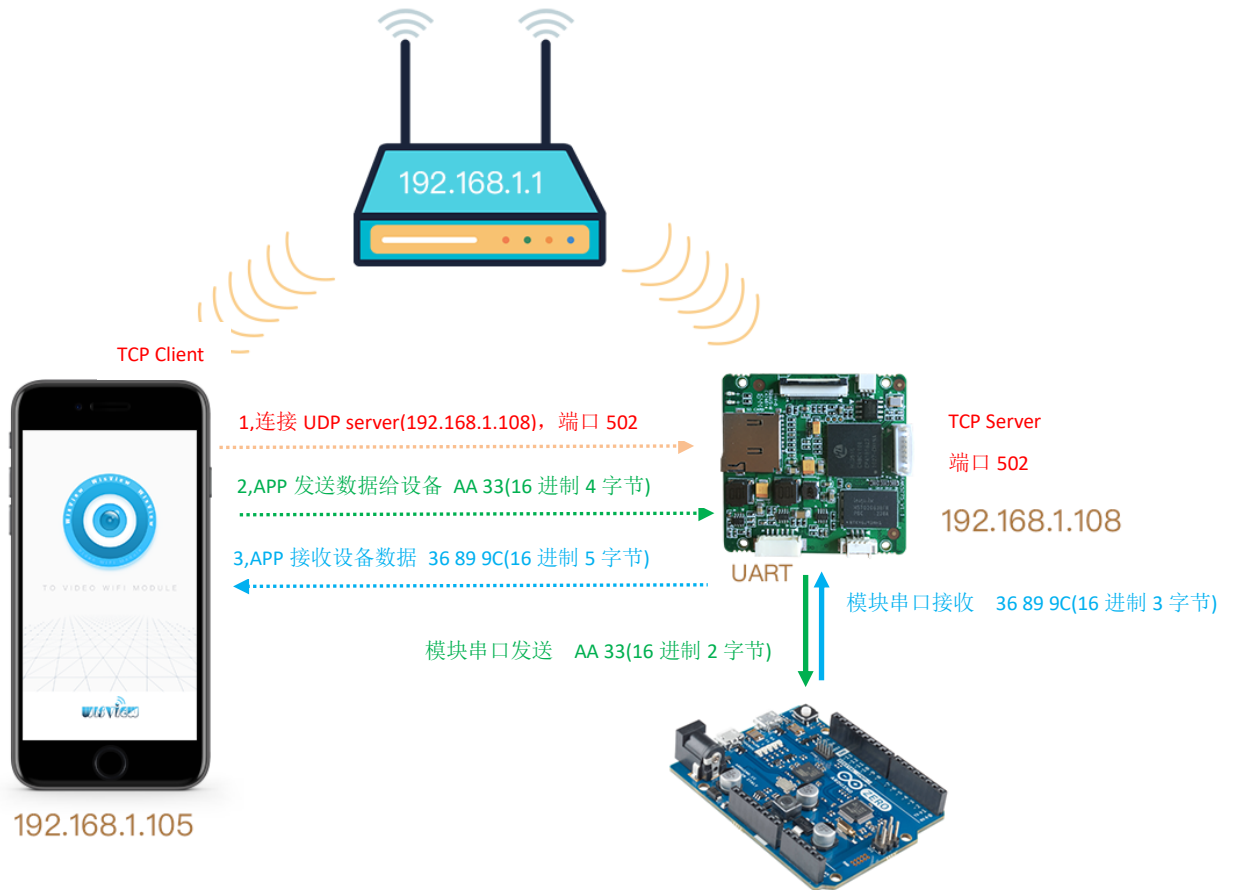 192.168.1.1
TCP Client
1,连接 UDP server(192.168.1.108)，端口 502
TCP Server
端口 502
2,APP 发送数据给设备 AA 33(16 进制 4 字节)
192.168.1.108
3,APP 接收设备数据 36 89 9C(16 进制 5 字节)
UART
TO VIDEO WIFI MODULE
模块串口接收 36 89 9C(16 进制 3 字节)
模块串口发送 AA 33(16 进制 2 字节)
ZERO
192.168.1.105